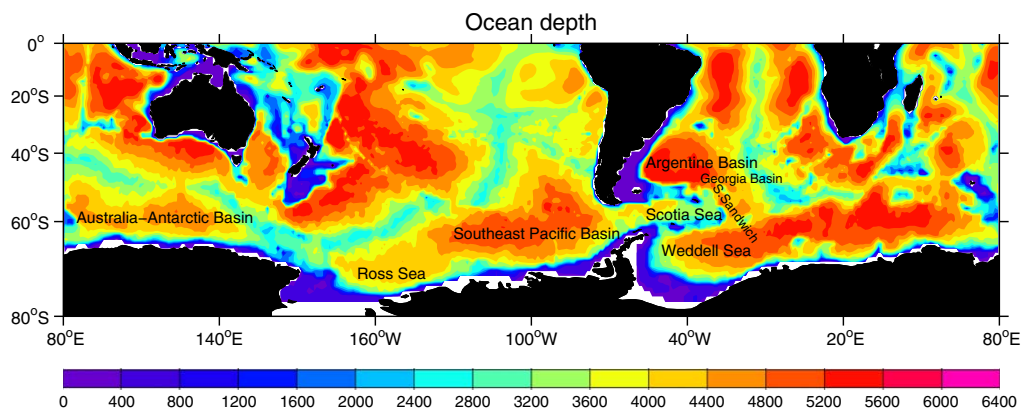 Ocean depth
0°
20°S
40°S
60°S
80°S
Argentine Basin
Georgia Basin
S. Sandwich
Scotia Sea
Australia−Antarctic Basin
Southeast Pacific Basin
Weddell Sea
Ross Sea
80°E 140°E 160°W 100°W 40°W 20°E 80°E
0 400 800 1200 1600 2000 2400 2800 3200 3600 4000 4400 4800 5200 5600 6000 6400